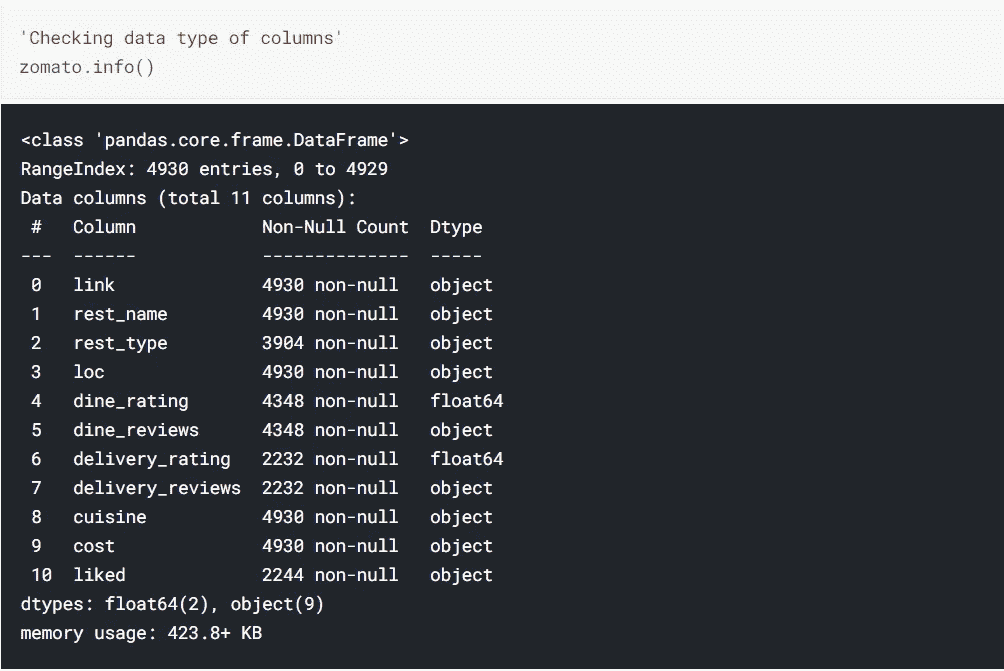 'Checking data type of columns'
zomato.info()
<class 'pandas.core.frame.DataFrame'>
RangeIndex: 4930 entries, 0 to 4929
Data columns (total 11 columns):
 #   Column            Non-Null Count  Dtype
---  ------            --------------  -----
 0   link              4930 non-null   object
 1   rest_name         4930 non-null   object
 2   rest_type         3904 non-null   object
 3   loc               4930 non-null   object
 4   dine_rating       4348 non-null   float64
 5   dine_reviews      4348 non-null   object
 6   delivery_rating   2232 non-null   float64
 7   delivery_reviews  2232 non-null   object
 8   cuisine           4930 non-null   object
 9   cost              4930 non-null   object
 10  liked             2244 non-null   object
dtypes: float64(2), object(9)
memory usage: 423.8+ KB